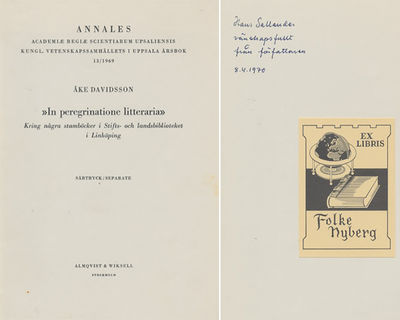 ANNALES
ACADEMIÆ REGIÆ SCIENTIARUM UPSALIENSIS
KUNGL. VETENSKAPSSAMHÄLLETS I UPPSALA ÅRSBOK
13/1969
ÅKE DAVIDSSON
»In peregrinatione litteraria»
Kring några stamböcker i Stifts- och landsbiblioteket
i Linköping
SÄRTRYCK/SEPARATE
ALMQVIST & WIKSELL
STOCKHOLM
Hans Sallander
vänskapsfullt
från författaren
8.4.1970
EX
LIBRIS
Folke
Nyberg